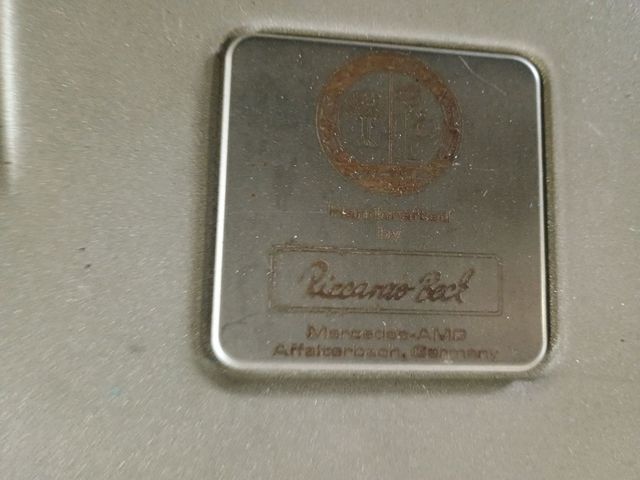 Handcrafted
by
Riccardo Beck
Mercedes-AMG
Affalterbach, Germany